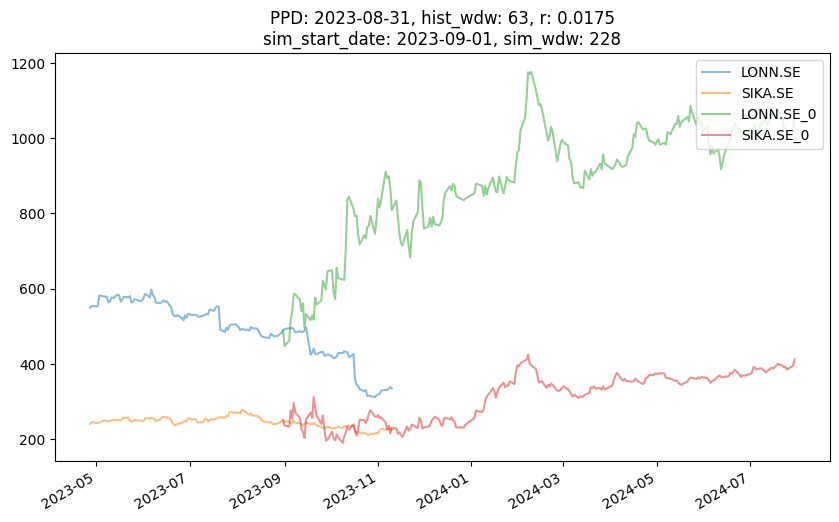 PPD: 2023-08-31, hist_wdw: 63, r: 0.0175
sim_start_date: 2023-09-01, sim_wdw: 228
LONN.SE
SIKA.SE
LONN.SE_0
SIKA.SE_0
1200
1000
800
600
400
200
2023-05
2023-07
2023-09
2023-11
2024-01
2024-03
2024-05
2024-07